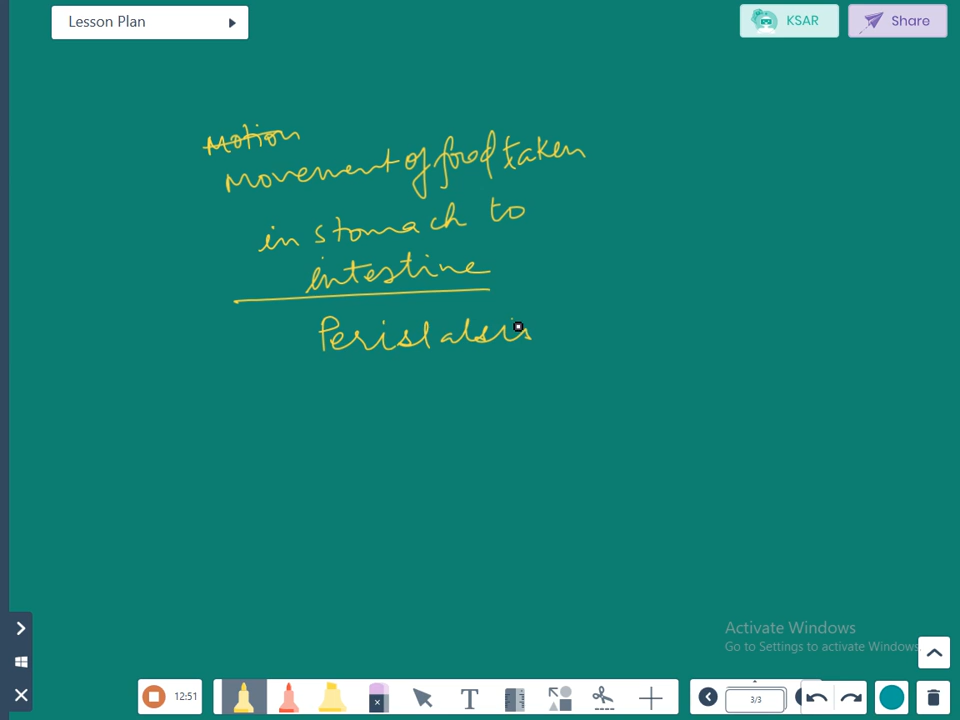 Lesson Plan
KSAR
Share
Motion
Movement of food taken
in stomach to
intestine
Peristalsis
Activate Windows
Go to Settings to activate Windows.
12:51
T
3/3